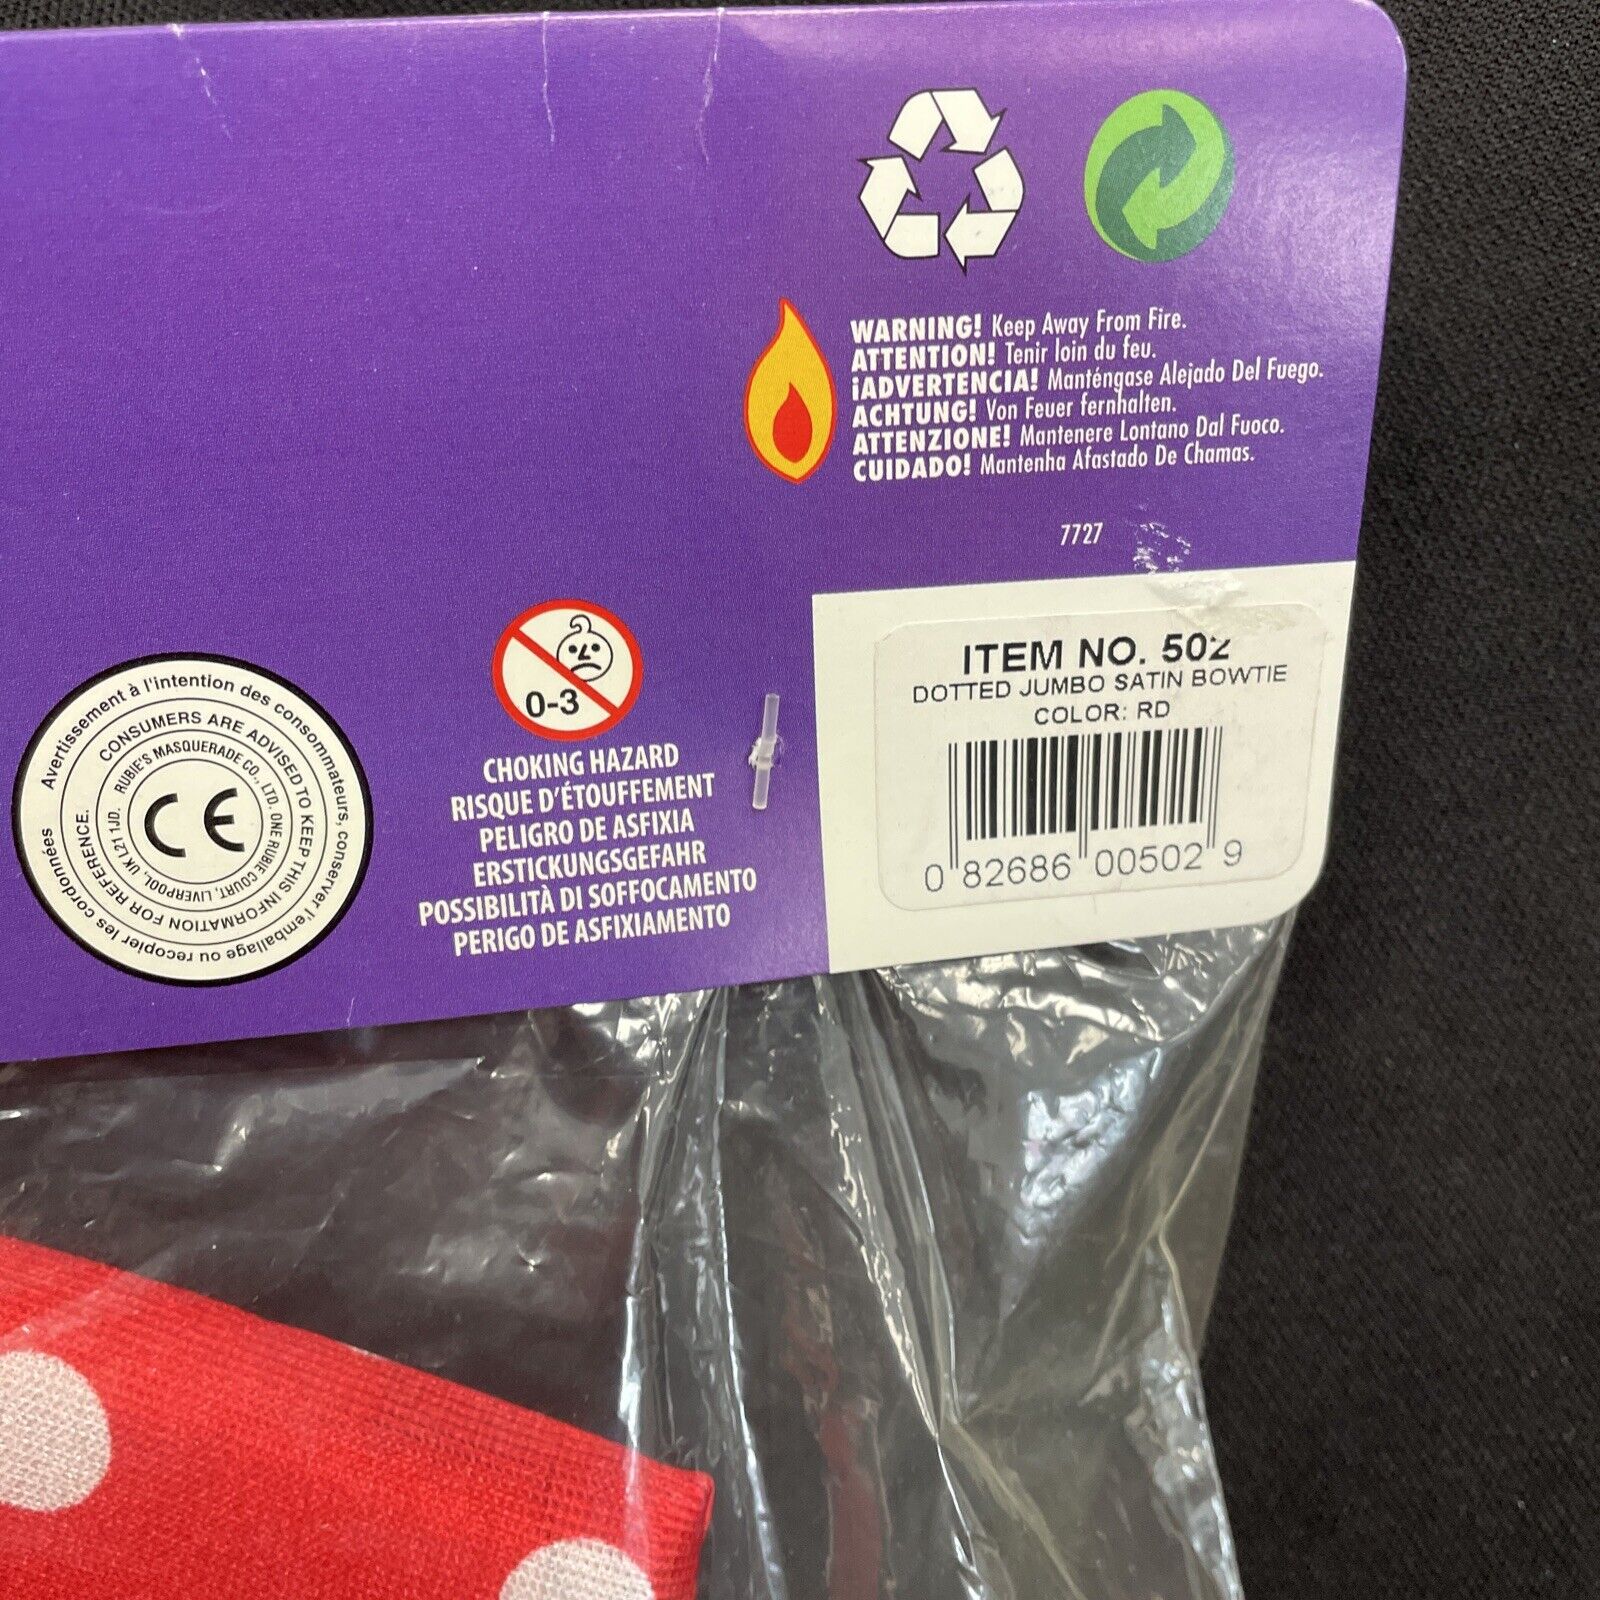 WARNING! Keep Away From Fire.
ATTENTION! Tenir loin du feu.
¡ADVERTENCIA! Manténgase Alejado Del Fuego.
ACHTUNG! Von Feuer fernhalten.
ATTENZIONE! Mantenere Lontano Dal Fuoco.
CUIDADO! Mantenha Afastado De Chamas.
7727
ITEM NO. 502
DOTTED JUMBO SATIN BOWTIE
COLOR: RD
0 82686 00502 9
0-3
CHOKING HAZARD
RISQUE D'ÉTOUFFEMENT
PELIGRO DE ASFIXIA
ERSTICKUNGSGEFAHR
POSSIBILITÀ DI SOFFOCAMENTO
PERIGO DE ASFIXIAMENTO
Avertissement à l'intention des consommateurs, conserver l'emballage ou recopier les cordonnées
CONSUMERS ARE ADVISED TO KEEP THIS INFORMATION FOR REFERENCE.
RUBIE'S MASQUERADE CO., LTD. ONE RUBIE COURT, LIVERPOOL, UK L21 1JD.
CE